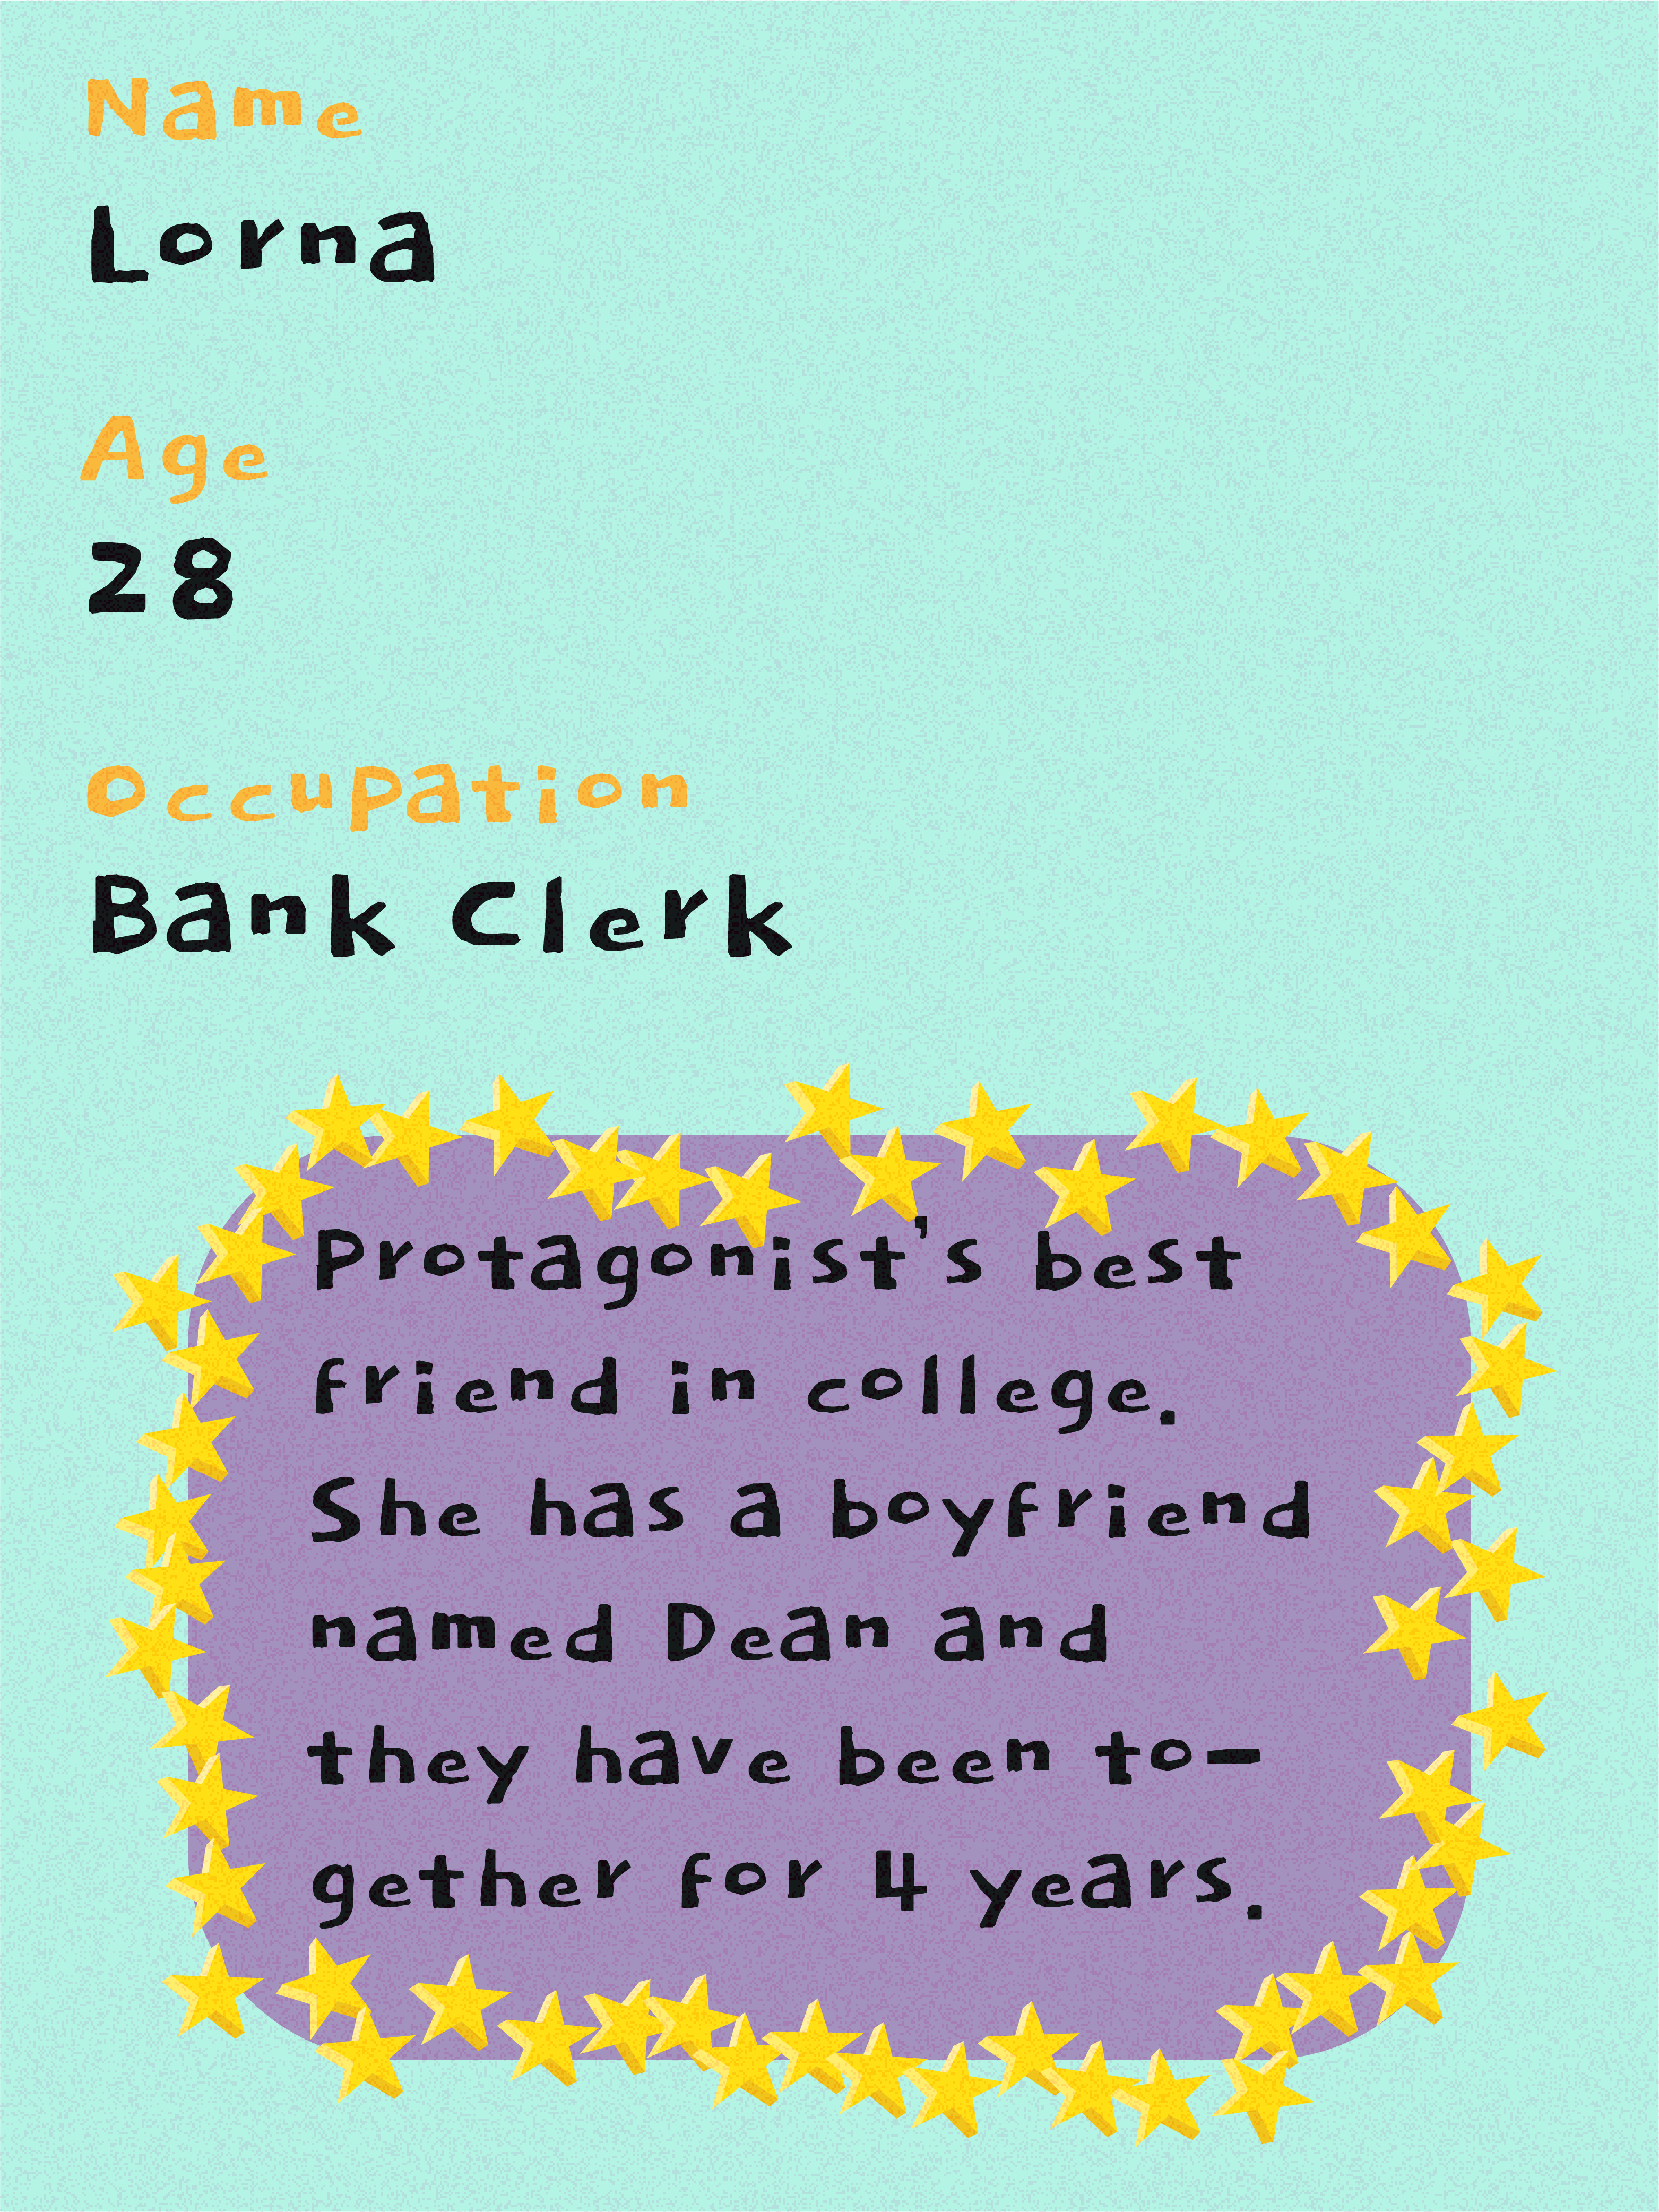 Name
Lorna
Age
28
Occupation
Bank Clerk
Protagonist's best
friend in college.
She has a boyfriend
named Dean and
they have been to-
gether for 4 years.